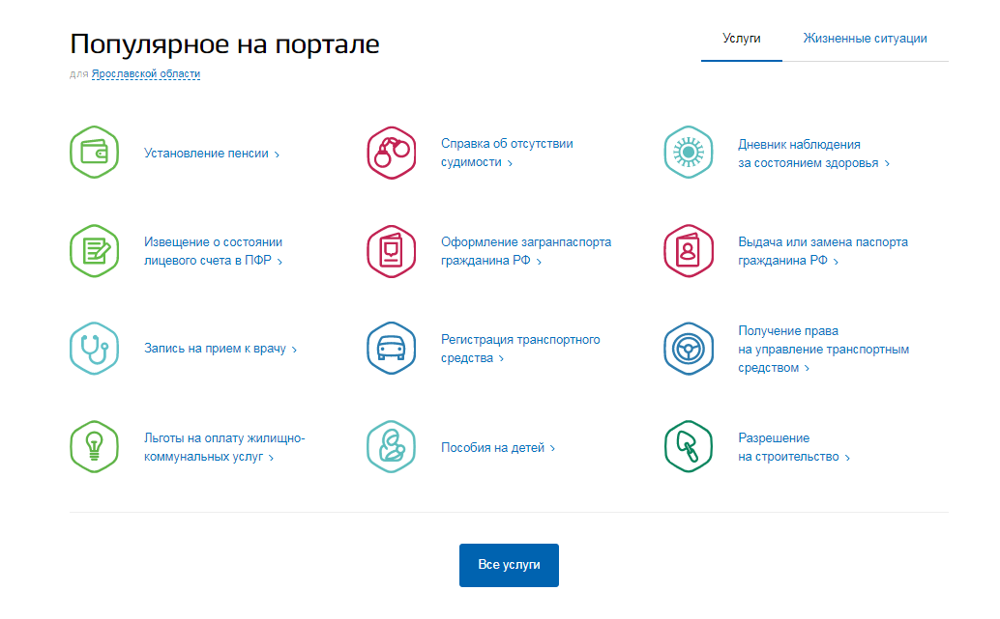 Популярное на портале
для Ярославской области
Услуги
Жизненные ситуации
Установление пенсии
Справка об отсутствии
судимости
Дневник наблюдения
за состоянием здоровья
Извещение о состоянии
лицевого счета в ПФР
Оформление загранпаспорта
гражданина РФ
Выдача или замена паспорта
гражданина РФ
Запись на прием к врачу
Регистрация транспортного
средства
Получение права
на управление транспортным
средством
Льготы на оплату жилищно-
коммунальных услуг
Пособия на детей
Разрешение
на строительство
Все услуги